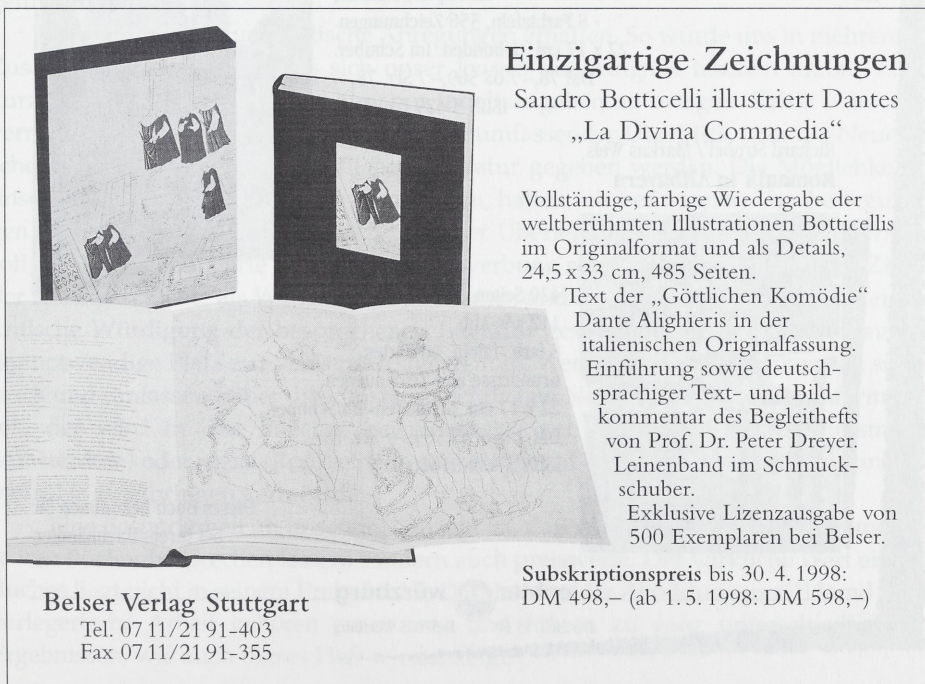 Einzigartige Zeichnungen
Sandro Botticelli illustriert Dantes
„La Divina Commedia“
Vollständige, farbige Wiedergabe der
weltberühmten Illustrationen Botticellis
im Originalformat und als Details,
24,5 x 33 cm, 485 Seiten.
Text der „Göttlichen Komödie“
Dante Alighieris in der
italienischen Originalfassung.
Einführung sowie deutsch-
sprachiger Text- und Bild-
kommentar des Begleithefts
von Prof. Dr. Peter Dreyer.
Leinenband im Schmuck-
schuber.
Exklusive Lizenzausgabe von
500 Exemplaren bei Belser.
Subskriptionspreis bis 30. 4. 1998:
DM 498,– (ab 1. 5. 1998: DM 598,–)
Belser Verlag Stuttgart
Tel. 07 11/21 91-403
Fax 07 11/21 91-355